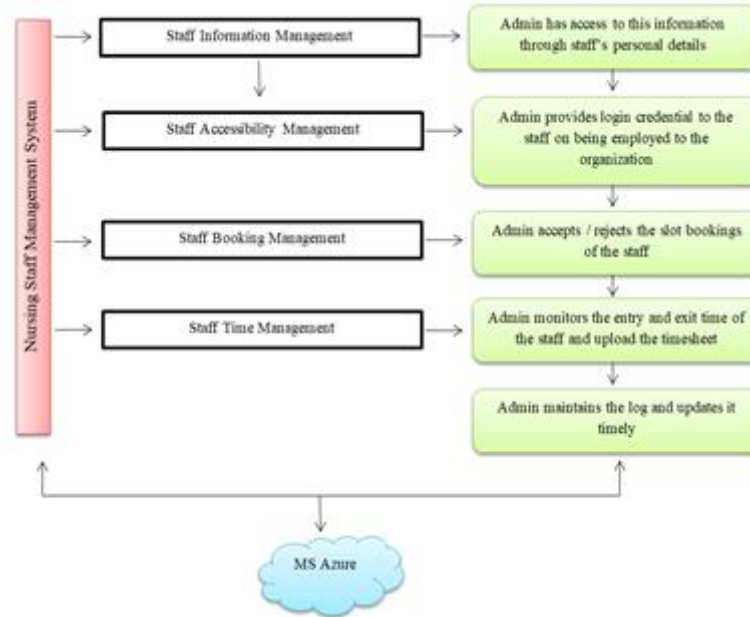 Nursing Staff Management System
Staff Information Management
Admin has access to this information
through staff's personal details
Staff Accessibility Management
Admin provides login credential to the
staff on being employed to the
organization
Staff Booking Management
Admin accepts / rejects the slot bookings
of the staff
Staff Time Management
Admin monitors the entry and exit time of
the staff and upload the timesheet
Admin maintains the log and updates it
timely
MS Azure